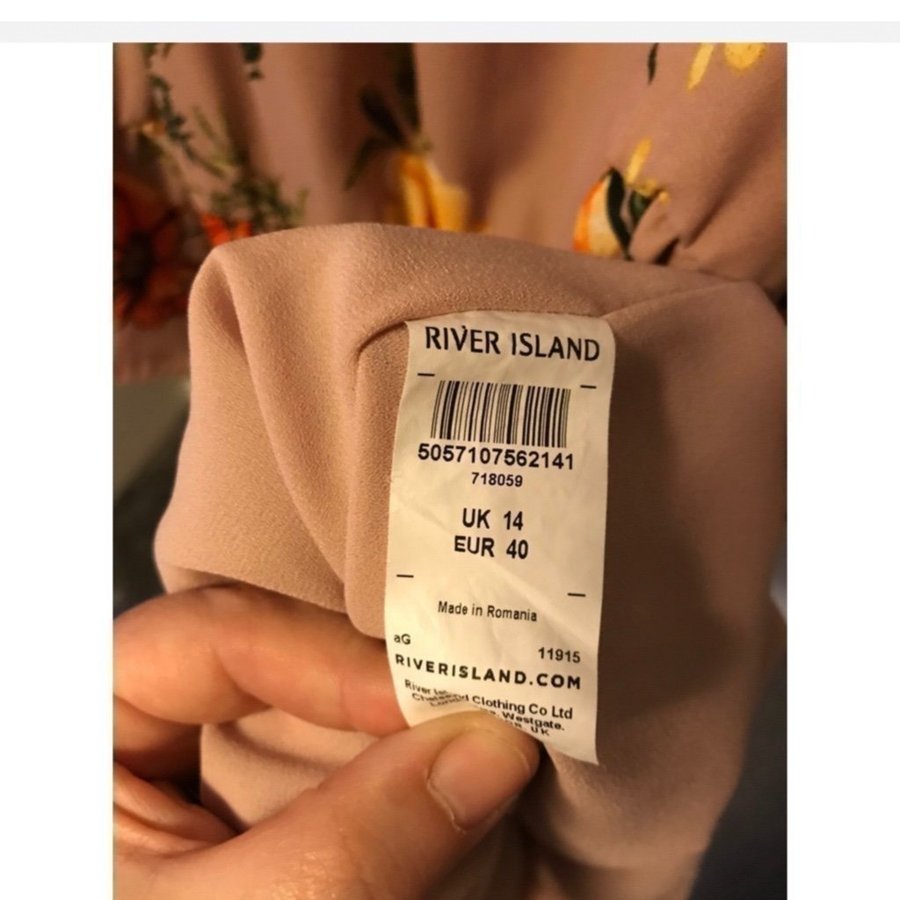 RIVER ISLAND
5057107562141
718059
UK 14
EUR 40
Made in Romania
aG
11915
RIVERISLAND.COM
River Clothing Co Ltd
Westgate,
UK